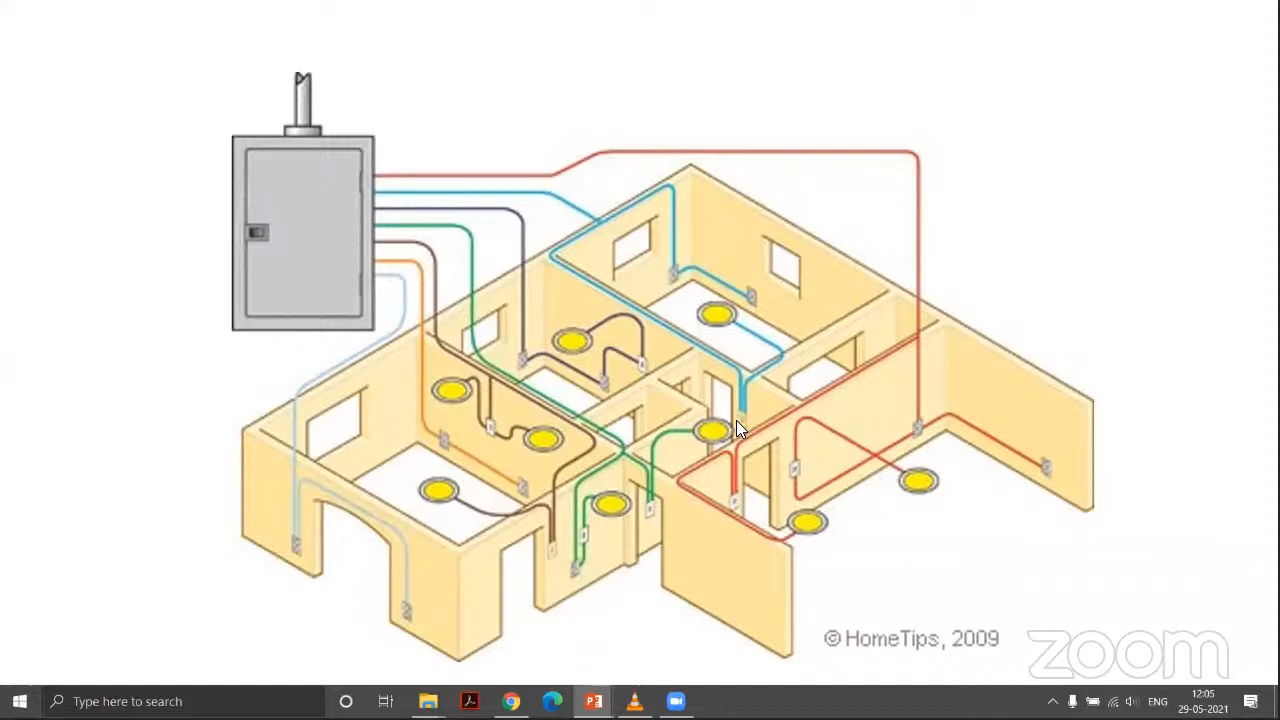 © HomeTips, 2009
zoom
Type here to search
ENG
12:05
29-05-2021